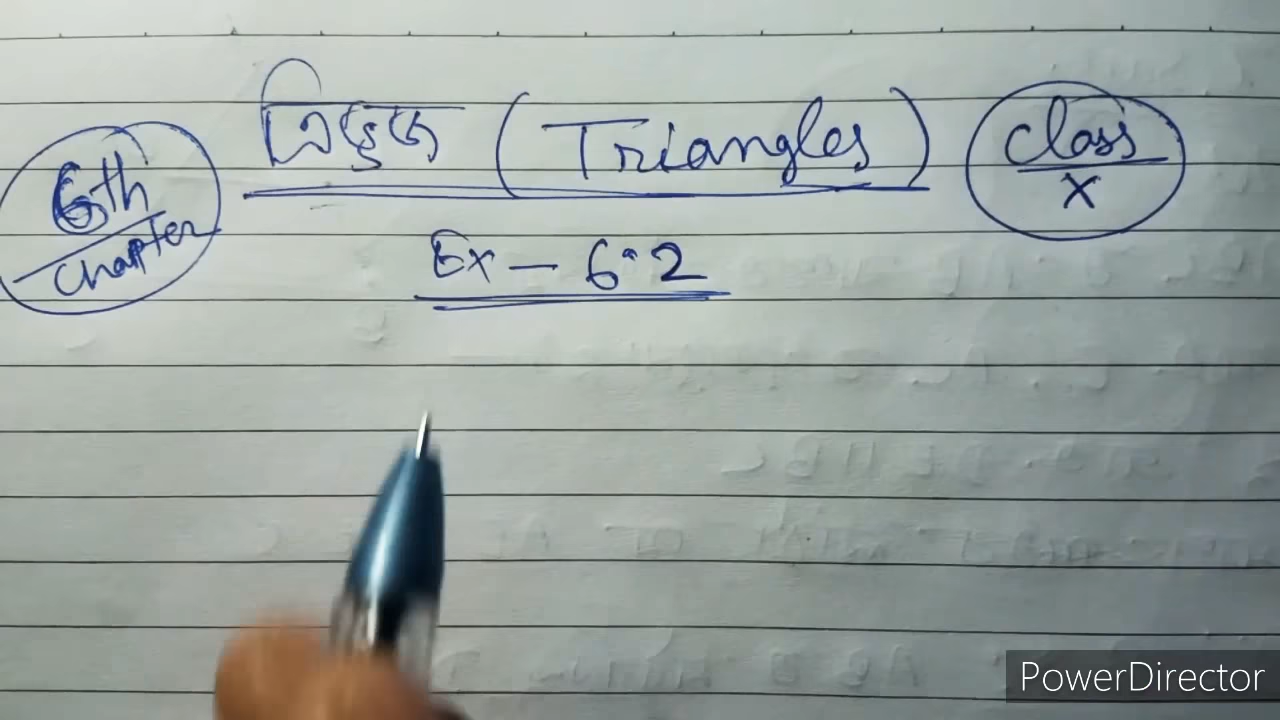 ত্রিভুজ (Triangles)
class
X
6th
chapter
Ex - 6.2
PowerDirector